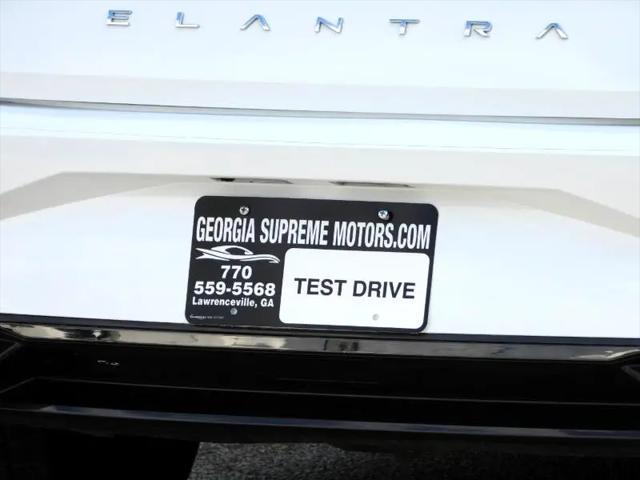 ELANTRA
GEORGIA SUPREME MOTORS.COM
770
559-5568
Lawrenceville, GA
TEST DRIVE